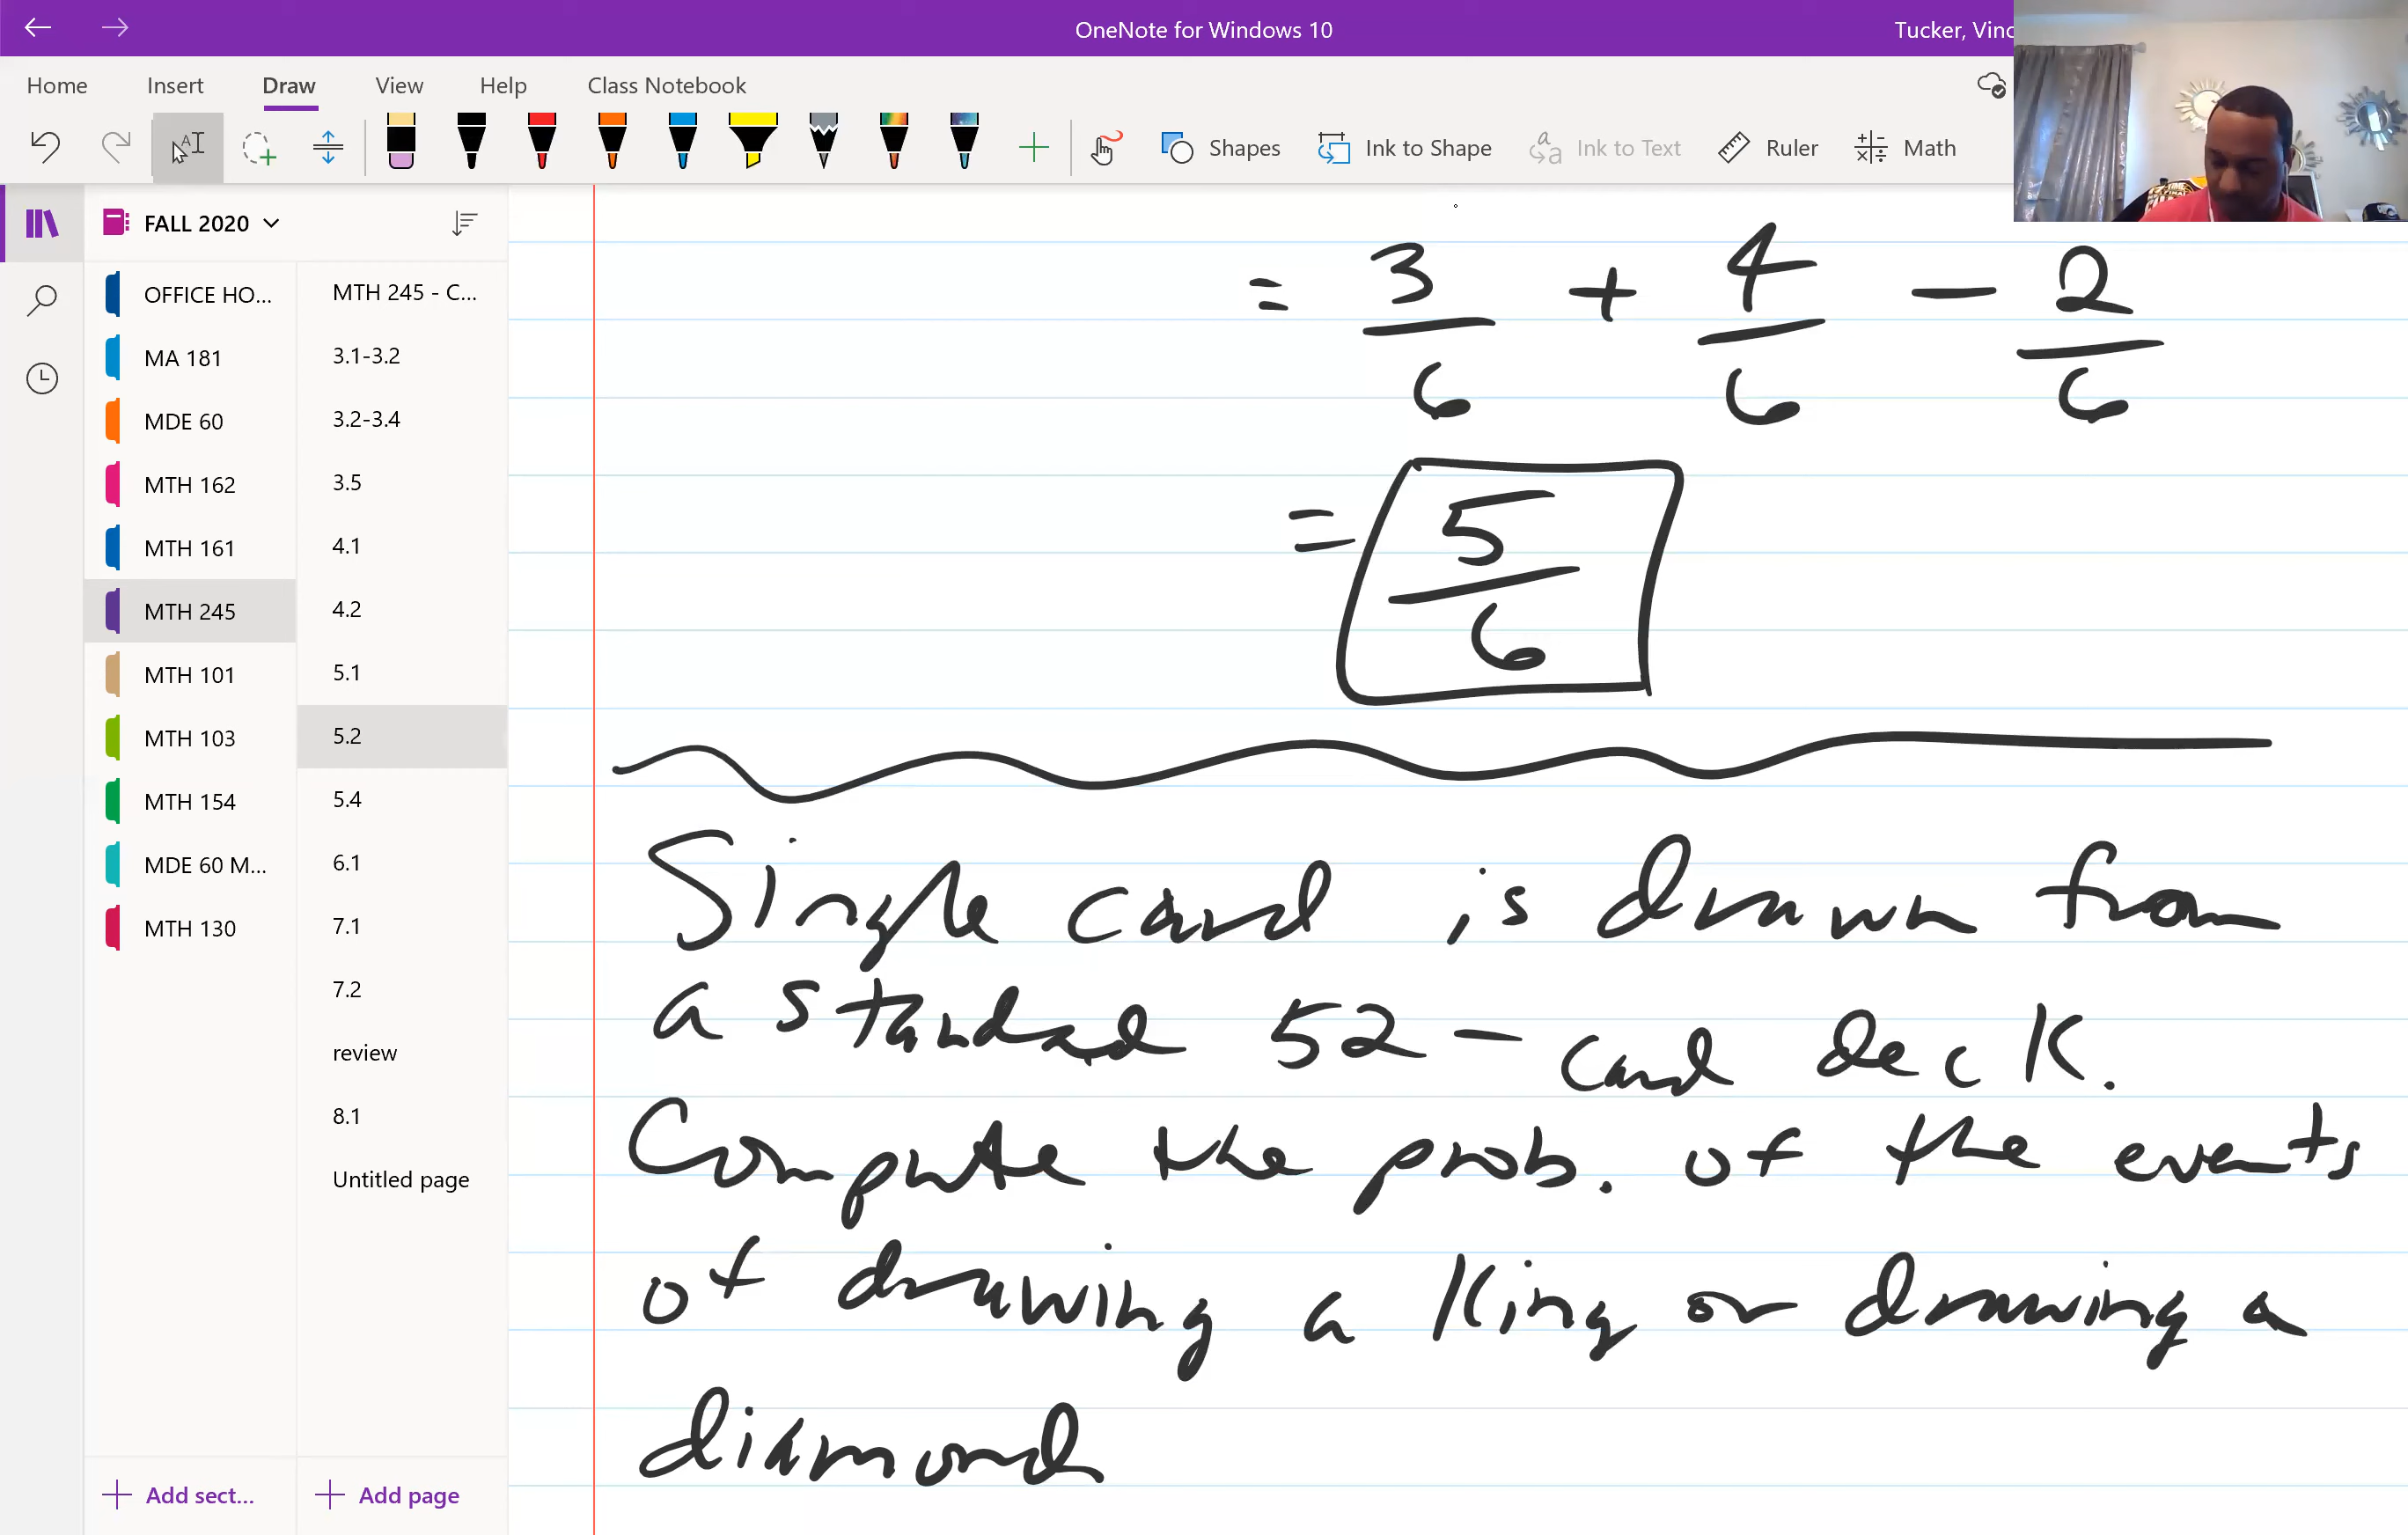 OneNote for Windows 10
Tucker, Vinc
Home Insert Draw View Help Class Notebook
Shapes Ink to Shape Ink to Text Ruler Math
FALL 2020
OFFICE HO...
MA 181
MDE 60
MTH 162
MTH 161
MTH 245
MTH 101
MTH 103
MTH 154
MDE 60 M...
MTH 130
Add sect...
MTH 245 - C...
3.1-3.2
3.2-3.4
3.5
4.1
4.2
5.1
5.2
5.4
6.1
7.1
7.2
review
8.1
Untitled page
Add page
= 3/6 + 4/6 - 2/6
= 5/6
Single card is drawn from
a standard 52-card deck.
Compute the prob. of the events
of drawing a King or drawing a
diamond